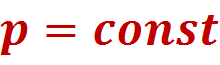 p = const